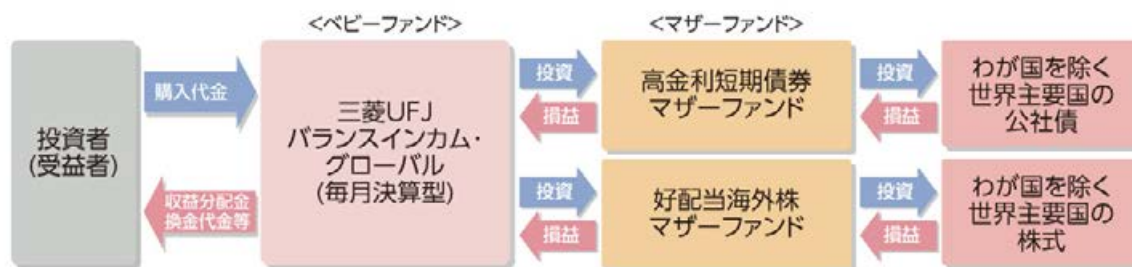 <ベビーファンド>
<マザーファンド>
投資者
(受益者)
購入代金
収益分配金
換金代金等
三菱UFJ
バランスインカム・
グローバル
(毎月決算型)
投資
損益
高金利短期債券
マザーファンド
投資
損益
わが国を除く
世界主要国の
公社債
投資
損益
好配当海外株
マザーファンド
投資
損益
わが国を除く
世界主要国の
株式